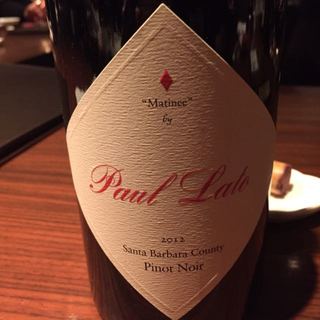 "Matinee"
by
Paul Lato
2012
Santa Barbara County
Pinot Noir